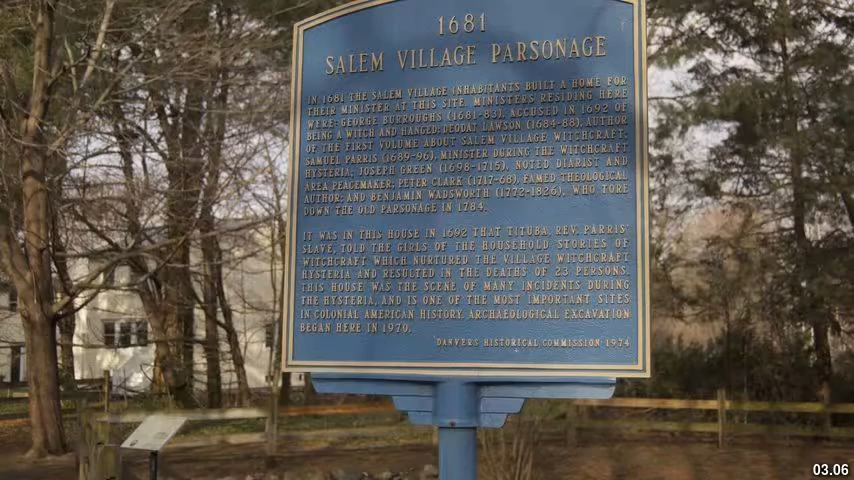 1681
SALEM VILLAGE PARSONAGE
IN 1681 THE SALEM VILLAGE INHABITANTS BUILT A HOME FOR
THEIR MINISTER AT THIS SITE. MINISTERS RESIDING HERE
WERE: GEORGE BURROUGHS (1681-83), ACCUSED IN 1692 OF
BEING A WITCH AND HANGED; DEODAT LAWSON (1684-88), AUTHOR
OF THE FIRST VOLUME ABOUT SALEM VILLAGE WITCHCRAFT;
SAMUEL PARRIS (1689-96), MINISTER DURING THE WITCHCRAFT
HYSTERIA; JOSEPH GREEN (1698-1715), NOTED DIARIST AND
AREA PEACEMAKER; PETER CLARK (1717-68), FAMED THEOLOGICAL
AUTHOR; AND BENJAMIN WADSWORTH (1772-1826), WHO TORE
DOWN THE OLD PARSONAGE IN 1784.
IT WAS IN THIS HOUSE IN 1692 THAT TITUBA, REV. PARRIS'
SLAVE, TOLD THE GIRLS OF THE HOUSEHOLD STORIES OF
WITCHCRAFT WHICH NURTURED THE VILLAGE WITCHCRAFT
HYSTERIA AND RESULTED IN THE DEATHS OF 23 PERSONS.
THIS HOUSE WAS THE SCENE OF MANY INCIDENTS DURING
THE HYSTERIA, AND IS ONE OF THE MOST IMPORTANT SITES
IN COLONIAL AMERICAN HISTORY. ARCHAEOLOGICAL EXCAVATION
BEGAN HERE IN 1970.
DANVERS HISTORICAL COMMISSION 1974
03.06